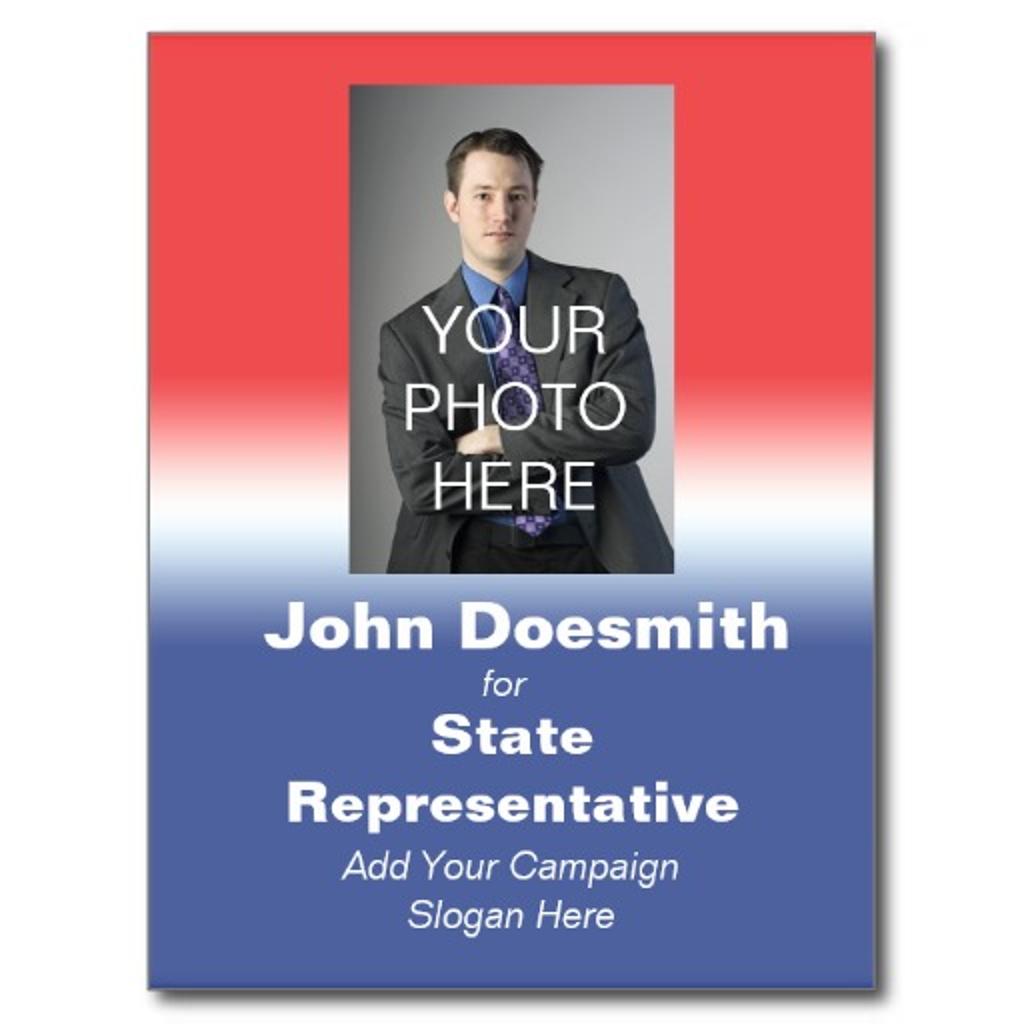 YOUR
PHOTO
HERE
John Doesmith
for
State
Representative
Add Your Campaign
Slogan Here